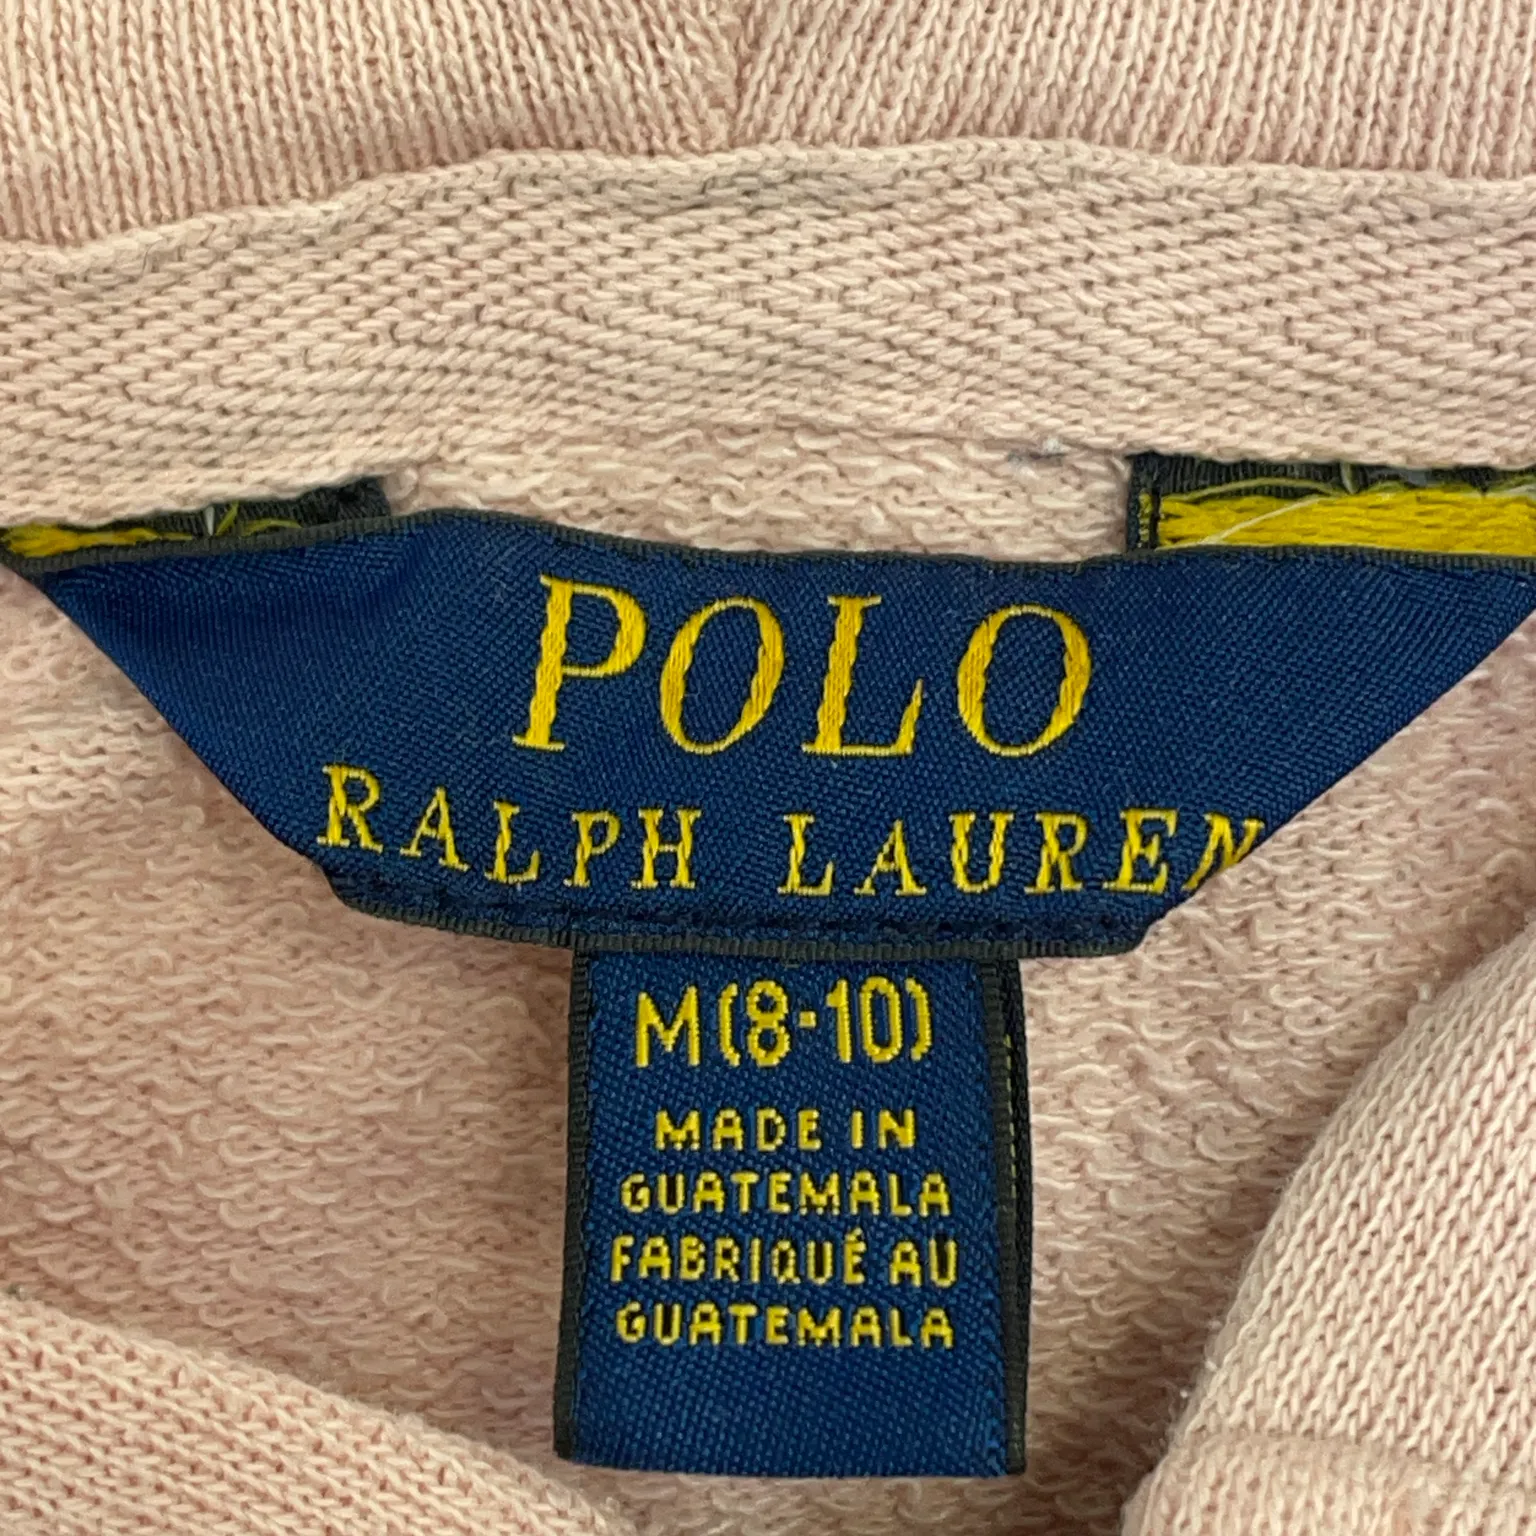 POLO
RALPH LAUREN
M(8-10)
MADE IN
GUATEMALA
FABRIQUÉ AU
GUATEMALA